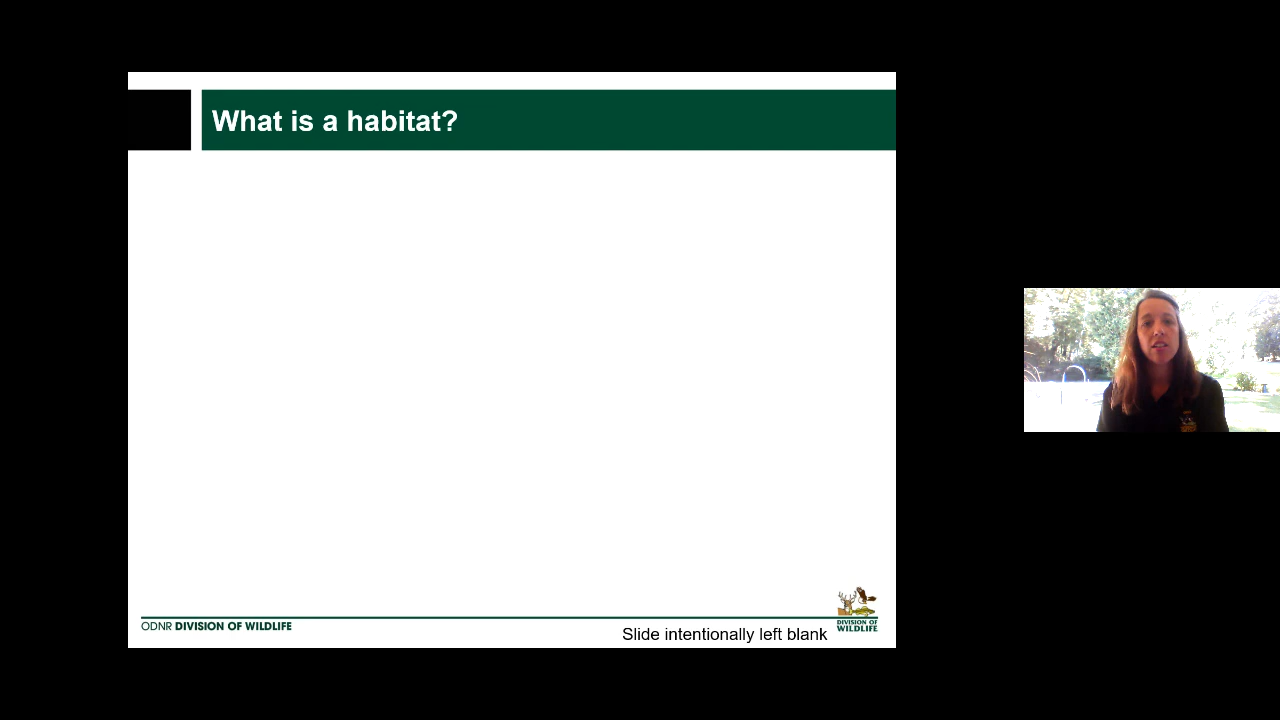 What is a habitat?
ODNR DIVISION OF WILDLIFE
Slide intentionally left blank
DIVISION OF
WILDLIFE